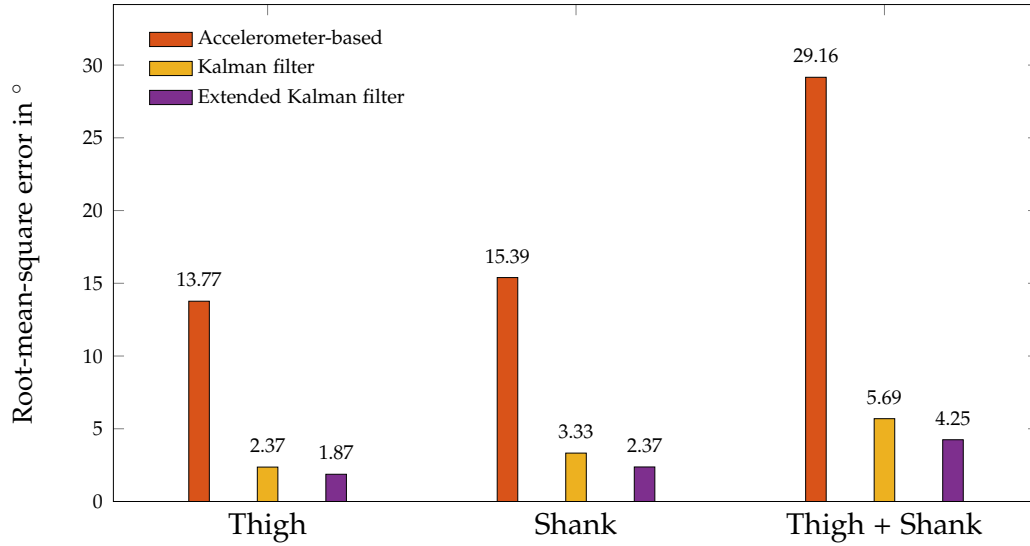 Root-mean-square error in °
Accelerometer-based
Kalman filter
Extended Kalman filter
30
25
20
15
10
5
0
13.77
2.37
1.87
15.39
3.33
2.37
29.16
5.69
4.25
Thigh
Shank
Thigh + Shank